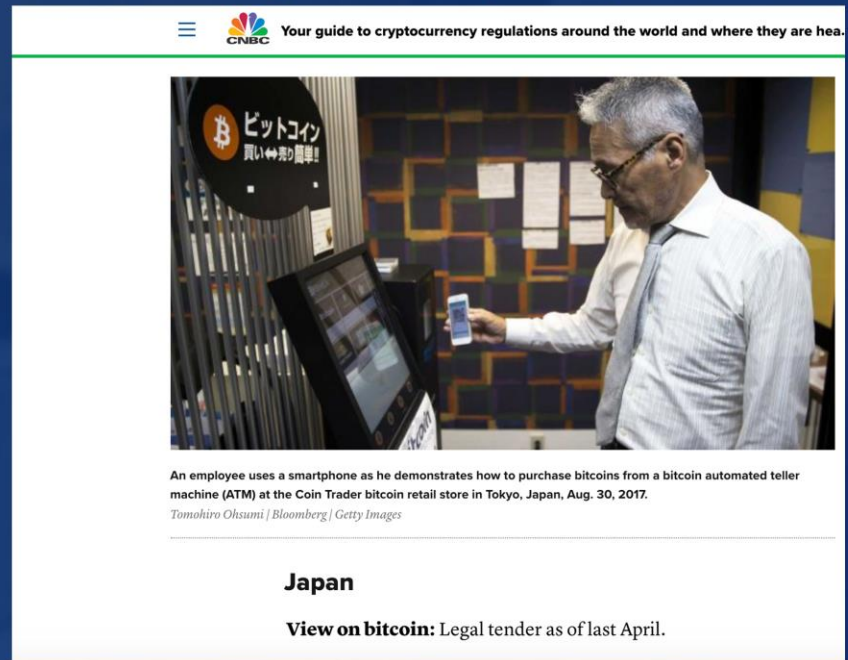 CNBC
Your guide to cryptocurrency regulations around the world and where they are hea.
ビットコイン
買い⇔売り簡単!!
An employee uses a smartphone as he demonstrates how to purchase bitcoins from a bitcoin automated teller
machine (ATM) at the Coin Trader bitcoin retail store in Tokyo, Japan, Aug. 30, 2017.
Tomohiro Ohsumi | Bloomberg | Getty Images
Japan
View on bitcoin: Legal tender as of last April.